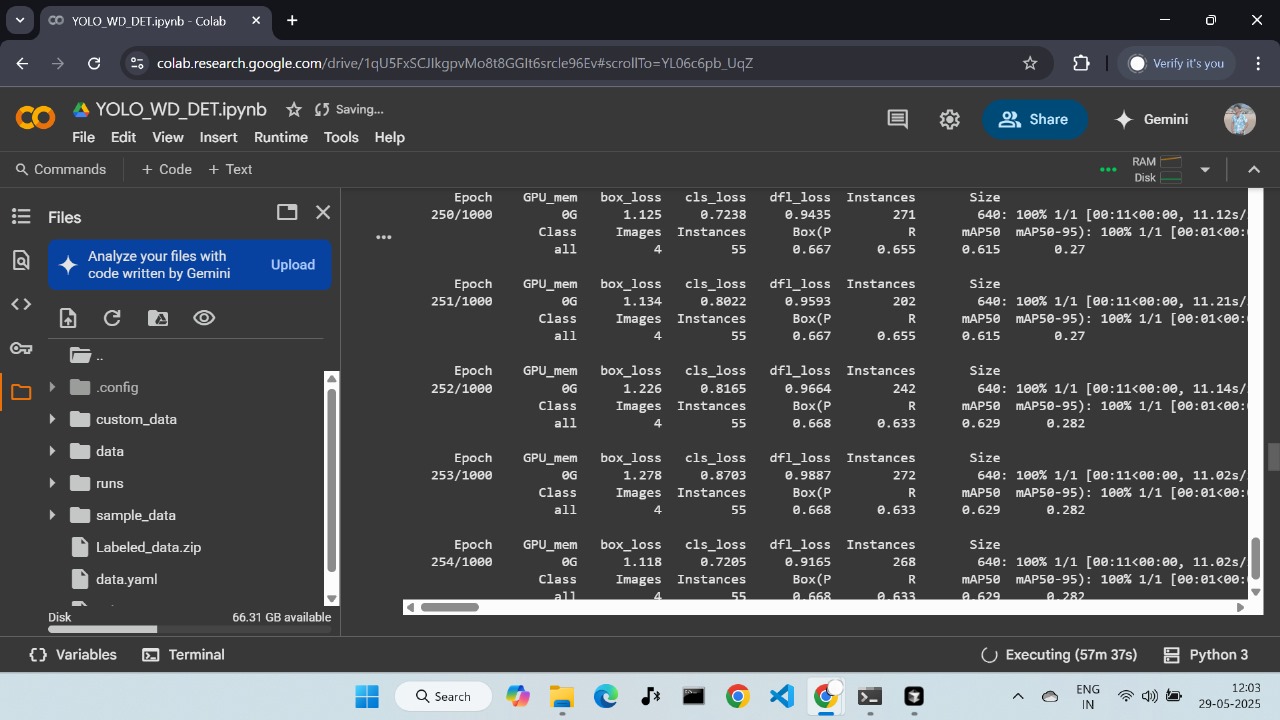 YOLO_WD_DET.ipynb - Colab
colab.research.google.com/drive/1qU5FxSCJlkgpvMo8t8GGlt6srcle96Ev#scrollTo=YL06c6pb_UqZ
Verify it's you
YOLO_WD_DET.ipynb
Saving...
File Edit View Insert Runtime Tools Help
Share
Gemini
Commands + Code + Text
RAM
Disk
Files
Analyze your files with
code written by Gemini
Upload
..
.config
custom_data
data
runs
sample_data
Labeled_data.zip
data.yaml
Disk 66.31 GB available
Epoch GPU_mem box_loss cls_loss dfl_loss Instances Size
250/1000 0G 1.125 0.7238 0.9435 271 640: 100% 1/1 [00:11<00:00, 11.12s/
Class Images Instances Box(P R mAP50 mAP50-95): 100% 1/1 [00:01<00:
all 4 55 0.667 0.655 0.615 0.27
Epoch GPU_mem box_loss cls_loss dfl_loss Instances Size
251/1000 0G 1.134 0.8022 0.9593 202 640: 100% 1/1 [00:11<00:00, 11.21s/
Class Images Instances Box(P R mAP50 mAP50-95): 100% 1/1 [00:01<00:
all 4 55 0.667 0.655 0.615 0.27
Epoch GPU_mem box_loss cls_loss dfl_loss Instances Size
252/1000 0G 1.226 0.8165 0.9664 242 640: 100% 1/1 [00:11<00:00, 11.14s/
Class Images Instances Box(P R mAP50 mAP50-95): 100% 1/1 [00:01<00:
all 4 55 0.668 0.633 0.629 0.282
Epoch GPU_mem box_loss cls_loss dfl_loss Instances Size
253/1000 0G 1.278 0.8703 0.9887 272 640: 100% 1/1 [00:11<00:00, 11.02s/
Class Images Instances Box(P R mAP50 mAP50-95): 100% 1/1 [00:01<00:
all 4 55 0.668 0.633 0.629 0.282
Epoch GPU_mem box_loss cls_loss dfl_loss Instances Size
254/1000 0G 1.118 0.7205 0.9165 268 640: 100% 1/1 [00:11<00:00, 11.02s/
Class Images Instances Box(P R mAP50 mAP50-95): 100% 1/1 [00:01<00:
all 4 55 0.668 0.633 0.629 0.282
Variables Terminal
Executing (57m 37s) Python 3
Search
ENG
IN
12:03
29-05-2025